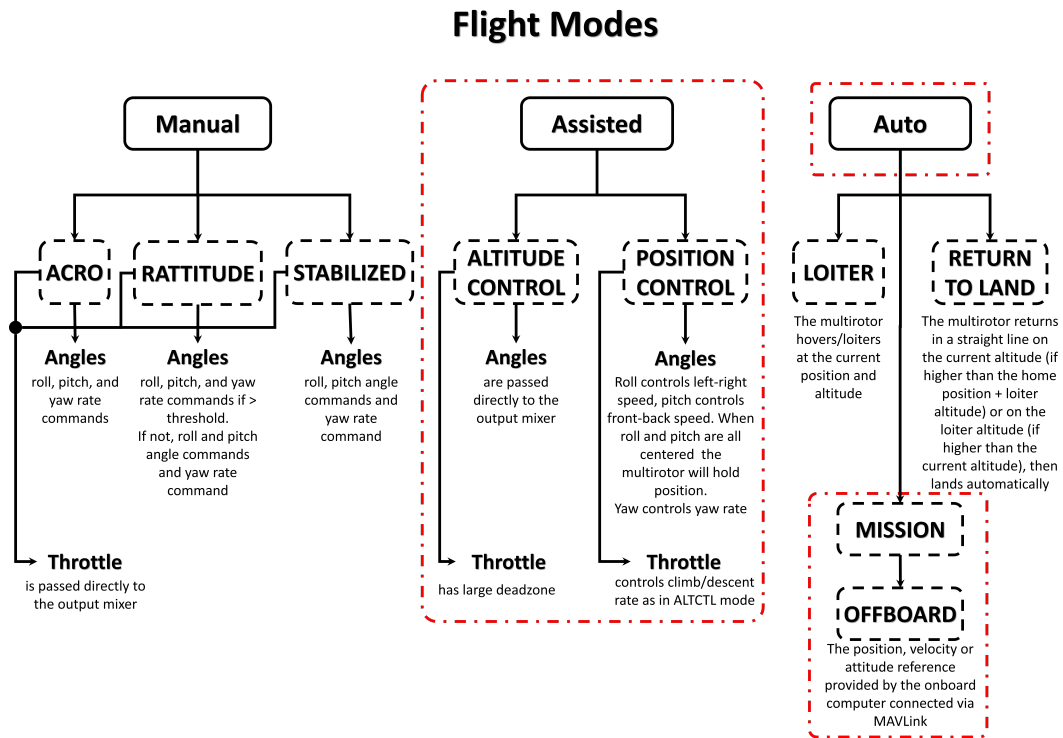 Flight Modes
Manual
Assisted
Auto
ACRO
RATTITUDE
STABILIZED
ALTITUDE
CONTROL
POSITION
CONTROL
LOITER
RETURN
TO LAND
Angles
roll, pitch, and
yaw rate
commands
Angles
roll, pitch, and yaw
rate commands if >
threshold.
If not, roll and pitch
angle commands
and yaw rate
command
Angles
roll, pitch angle
commands and
yaw rate
command
Angles
are passed
directly to the
output mixer
Angles
Roll controls left-right
speed, pitch controls
front-back speed. When
roll and pitch are all
centered the
multirotor will hold
position.
Yaw controls yaw rate
The multirotor
hovers/loiters
at the current
position and
altitude
The multirotor returns
in a straight line on
the current altitude (if
higher than the home
position + loiter
altitude) or on the
loiter altitude (if
higher than the
current altitude), then
lands automatically
Throttle
is passed directly to
the output mixer
Throttle
has large deadzone
Throttle
controls climb/descent
rate as in ALTCTL mode
MISSION
OFFBOARD
The position, velocity or
attitude reference
provided by the onboard
computer connected via
MAVLink